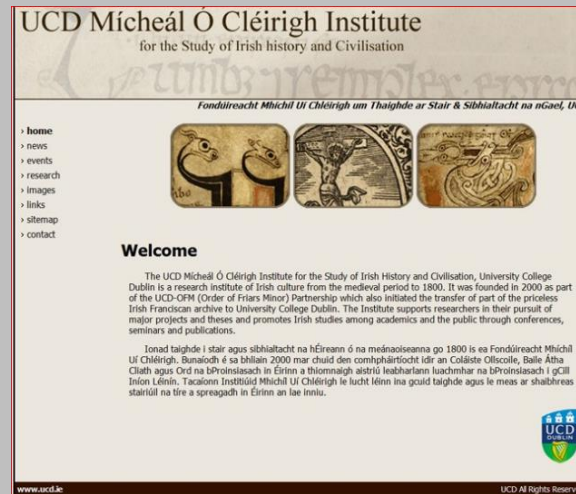 UCD Mícheál Ó Cléirigh Institute
for the Study of Irish history and Civilisation
Fondúireacht Mhíchíl Uí Chléirigh um Thaighde ar Stair & Sibhialtacht na nGael, UC
› home
› news
› events
› research
› images
› links
› sitemap
› contact
Welcome
The UCD Mícheál Ó Cléirigh Institute for the Study of Irish History and Civilisation, University College
Dublin is a research institute of Irish culture from the medieval period to 1800. It was founded in 2000 as part
of the UCD-OFM (Order of Friars Minor) Partnership which also initiated the transfer of part of the priceless
Irish Franciscan archive to University College Dublin. The Institute supports researchers in their pursuit of
major projects and theses and promotes Irish studies among academics and the public through conferences,
seminars and publications.
Ionad taighde i stair agus sibhialtacht na hÉireann ó na meánaoiseanna go 1800 is ea Fondúireacht Mhíchíl
Uí Chléirigh. Bunaíodh é sa bhliain 2000 mar chuid den comhpháirtíocht idir an Coláiste Ollscoile, Baile Átha
Cliath agus Ord na bProinsiasach in Éirinn a thiomnaigh aistriú leabharlann luachmhar na bProinsiasach i gCill
Iníon Léinín. Tacaíonn Institiúid Mhichíl Uí Chléirigh le lucht léinn ina gcuid taighde agus le meas ar shaibhreas
stairiúil na tíre a spreagadh in Éirinn an lae inniu.
UCD
DUBLIN
www.ucd.ie
UCD All Rights Reserv